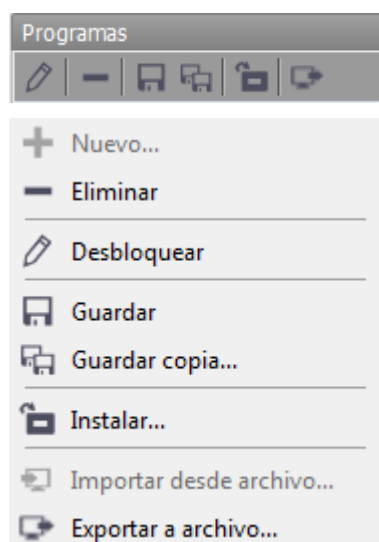 Programas
Nuevo...
Eliminar
Desbloquear
Guardar
Guardar copia...
Instalar...
Importar desde archivo...
Exportar a archivo...